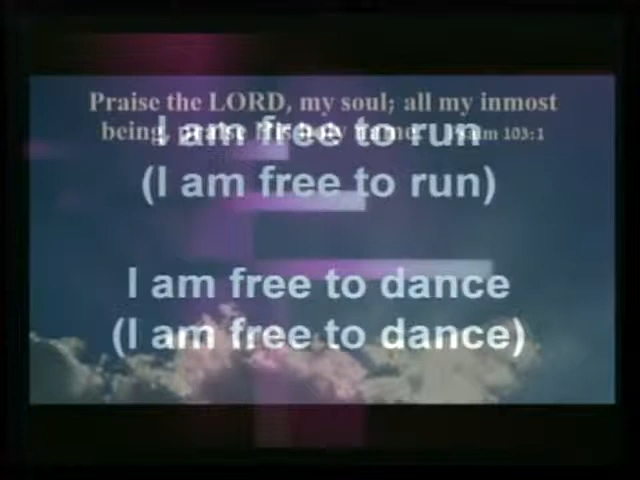 Praise the LORD, my soul; all my inmost
being, praise His holy name. Psalm 103:1
I am free to run
(I am free to run)
I am free to dance
(I am free to dance)